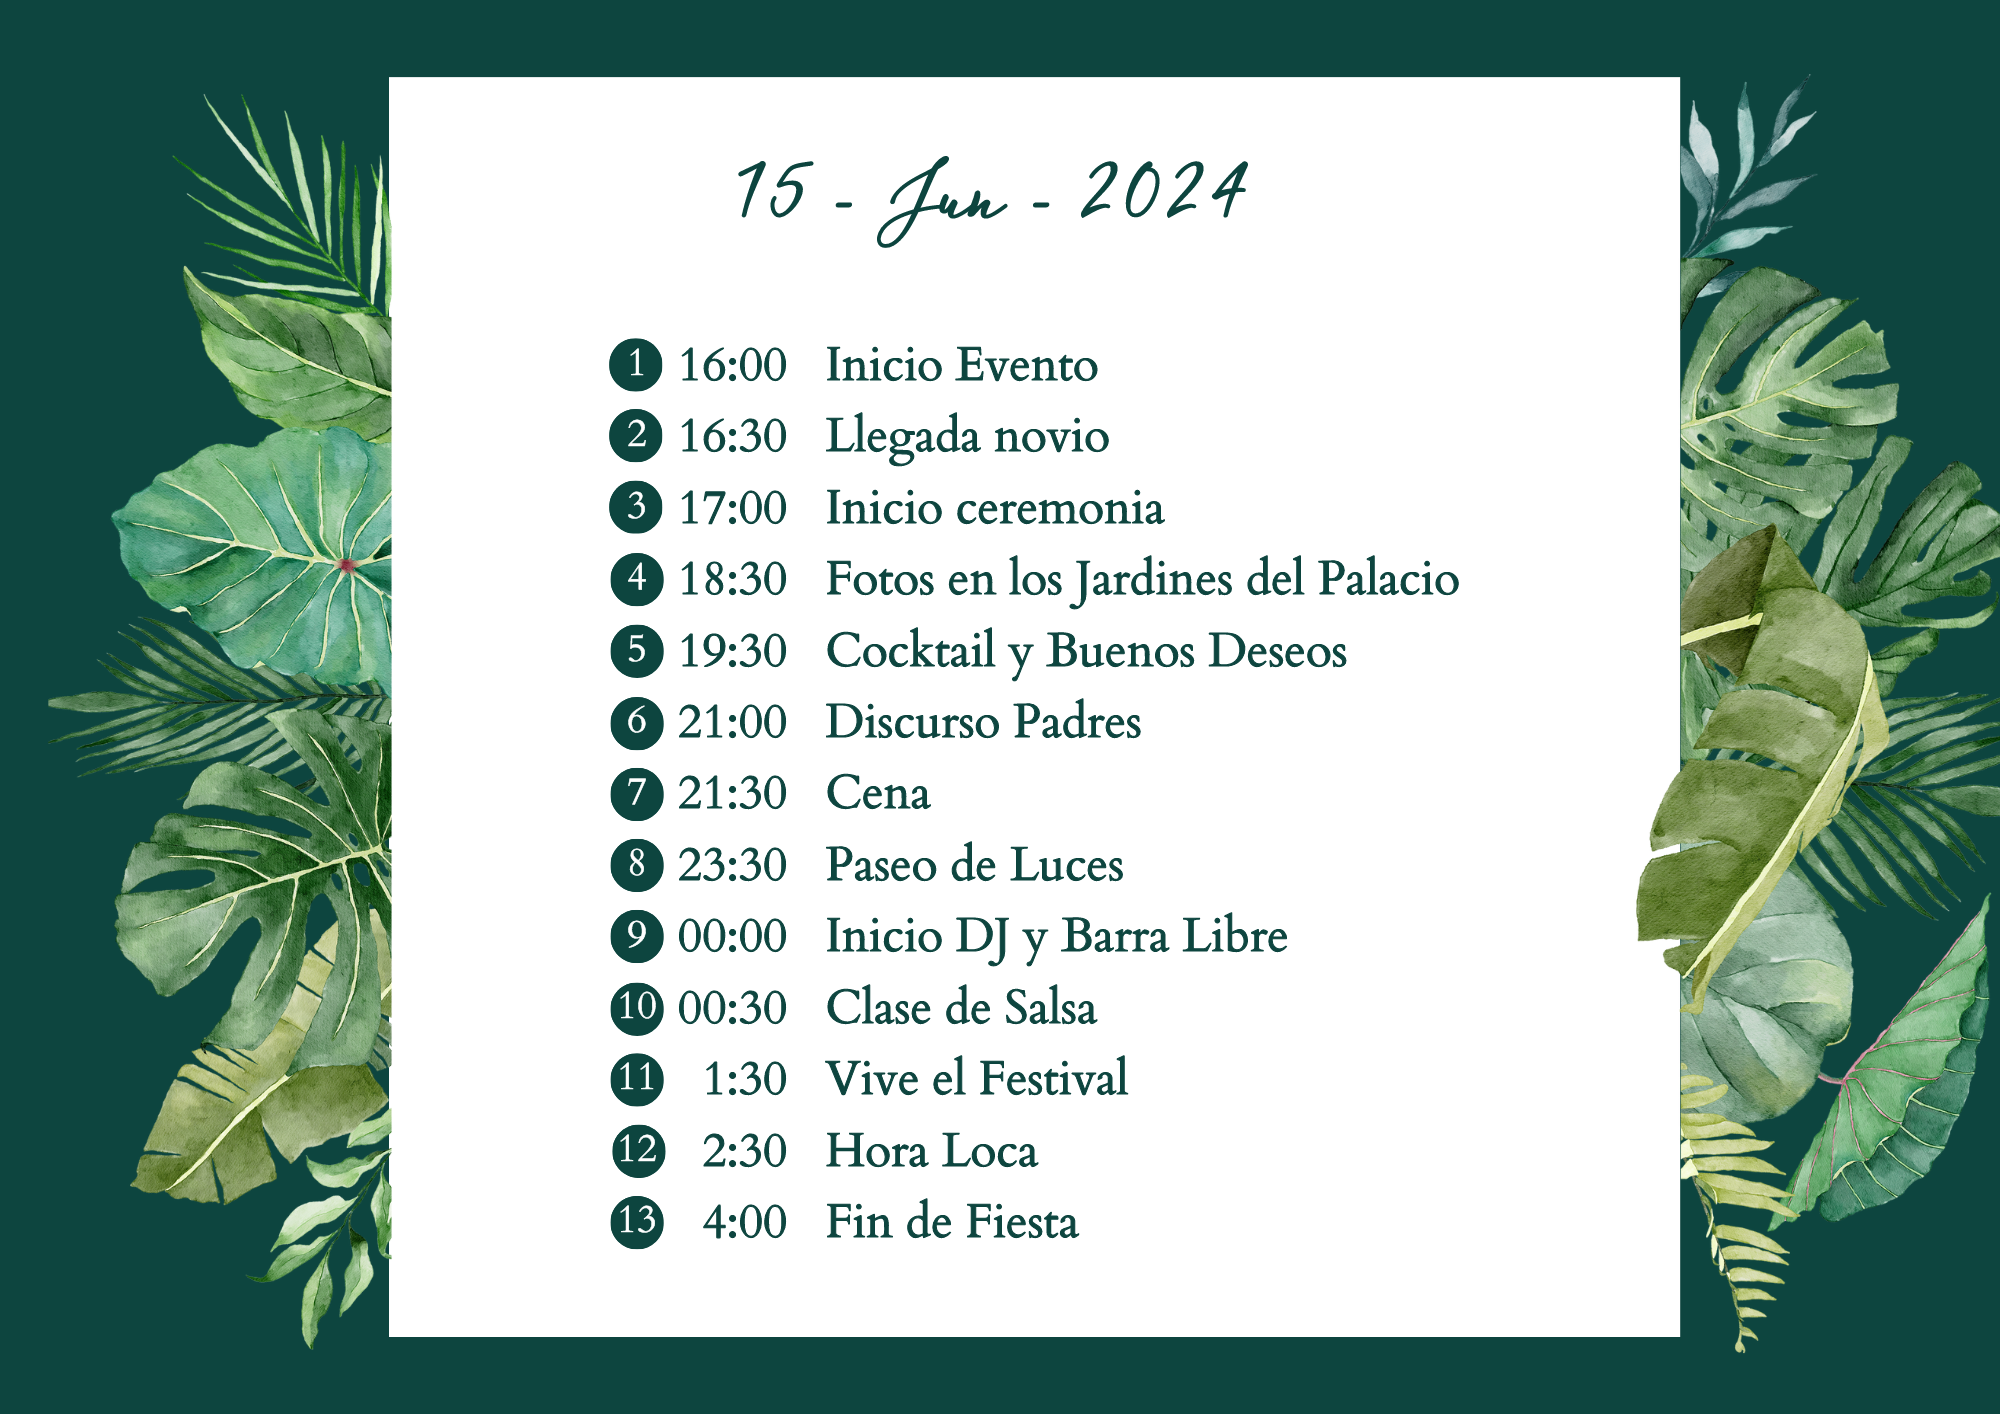 15 - Jun - 2024
1 16:00 Inicio Evento
2 16:30 Llegada novio
3 17:00 Inicio ceremonia
4 18:30 Fotos en los Jardines del Palacio
5 19:30 Cocktail y Buenos Deseos
6 21:00 Discurso Padres
7 21:30 Cena
8 23:30 Paseo de Luces
9 00:00 Inicio DJ y Barra Libre
10 00:30 Clase de Salsa
11 1:30 Vive el Festival
12 2:30 Hora Loca
13 4:00 Fin de Fiesta